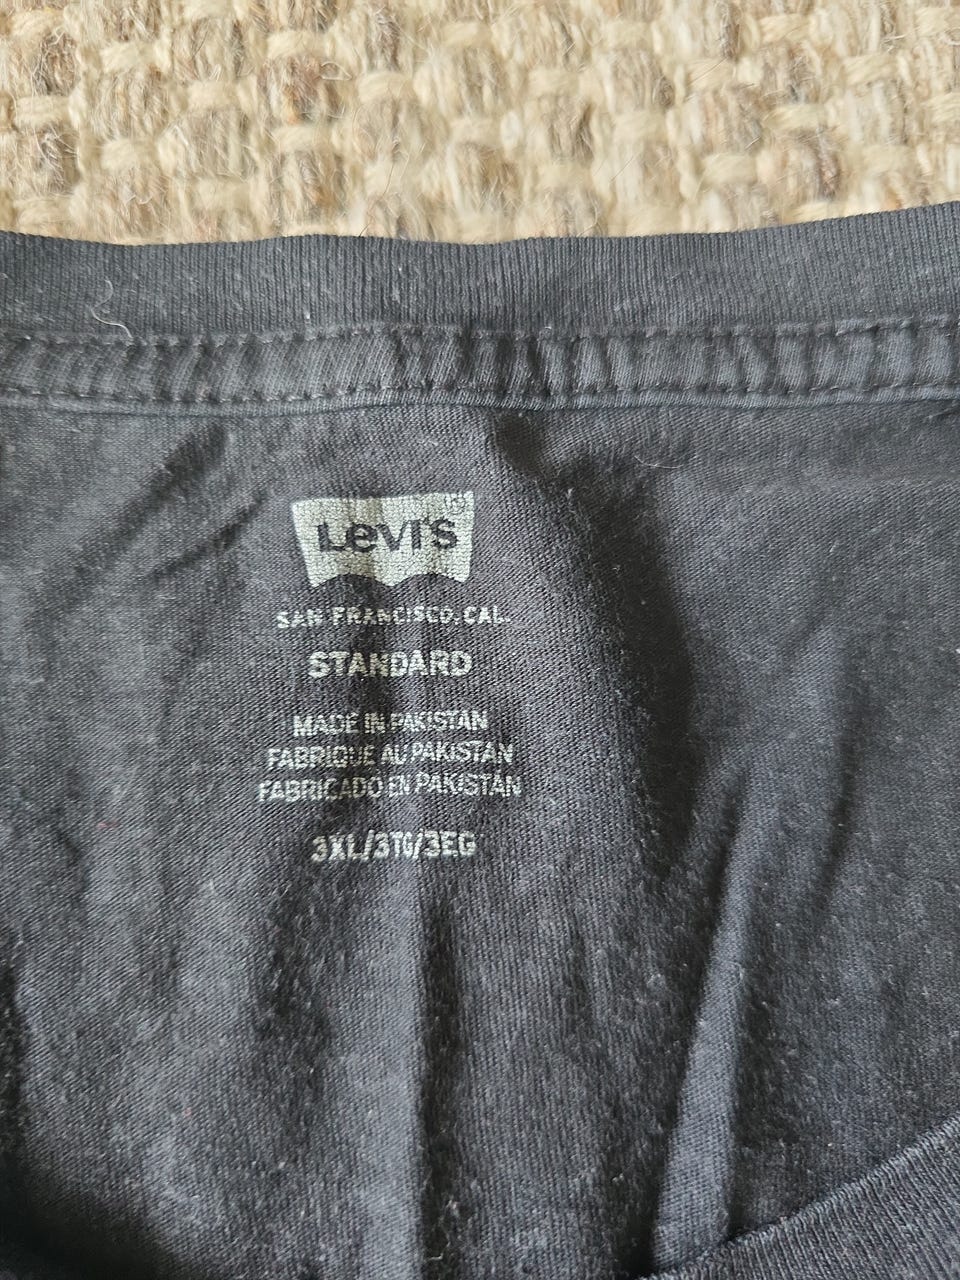 Levi's ®
SAN FRANCISCO, CAL.
STANDARD
MADE IN PAKISTAN
FABRIQUE AU PAKISTAN
FABRICADO EN PAKISTAN
3XL/3TG/3EG